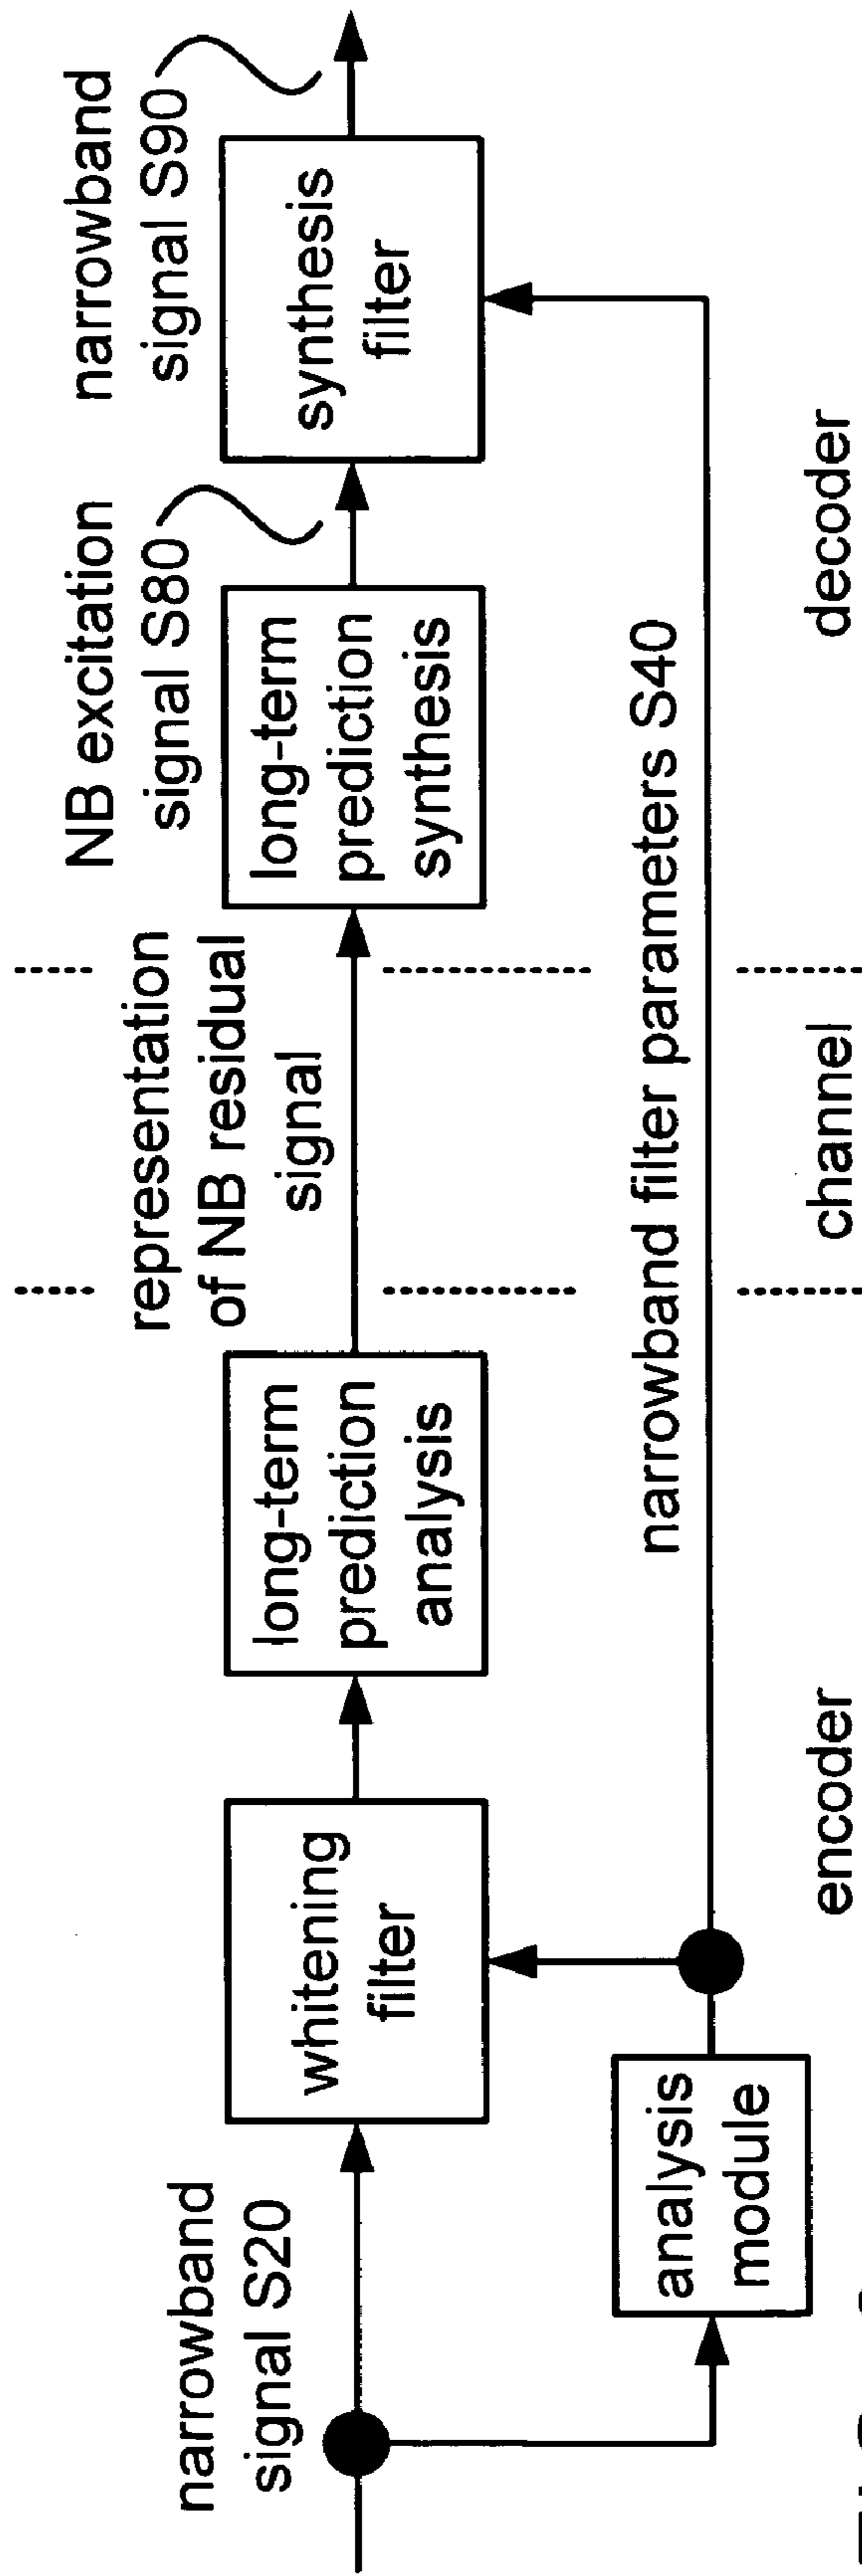 narrowband
signal S20
whitening
filter
long-term
prediction
analysis
representation
of NB residual
signal
long-term
prediction
synthesis
NB excitation
signal S80
synthesis
filter
narrowband
signal S90
analysis
module
narrowband filter parameters S40
encoder
channel
decoder